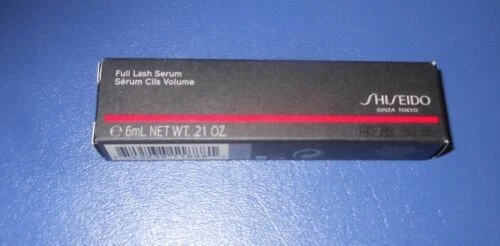 Full Lash Serum
Sérum Cils Volume
SHISEIDO
GINZA TOKYO
℮ 6mL NET WT. .21 OZ.